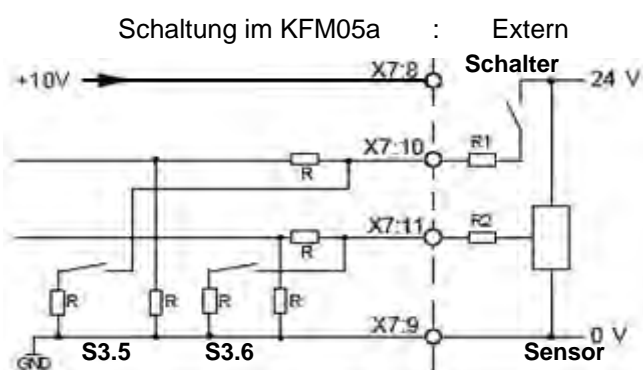 Schaltung im KFM05a : Extern
X7:8 Schalter
+10V 24 V
X7:10 R1
R
X7:11 R2
R
R R R R
X7:9
S3.5 S3.6 Sensor 0 V
GND